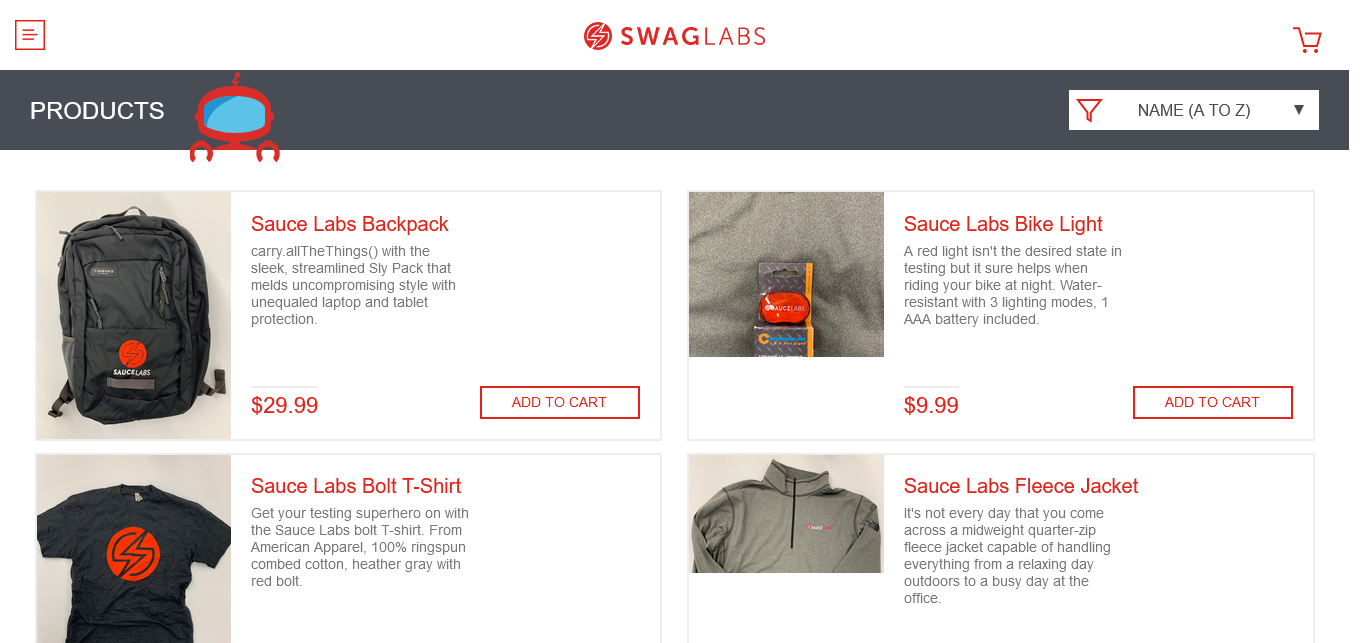 SWAGLABS
PRODUCTS
NAME (A TO Z)
Sauce Labs Backpack
carry.allTheThings() with the
sleek, streamlined Sly Pack that
melds uncompromising style with
unequaled laptop and tablet
protection.
$29.99
ADD TO CART
SAUCELABS
Sauce Labs Bike Light
A red light isn't the desired state in
testing but it sure helps when
riding your bike at night. Water-
resistant with 3 lighting modes, 1
AAA battery included.
$9.99
ADD TO CART
SAUCELABS
Sauce Labs Bolt T-Shirt
Get your testing superhero on with
the Sauce Labs bolt T-shirt. From
American Apparel, 100% ringspun
combed cotton, heather gray with
red bolt.
Sauce Labs Fleece Jacket
It's not every day that you come
across a midweight quarter-zip
fleece jacket capable of handling
everything from a relaxing day
outdoors to a busy day at the
office.